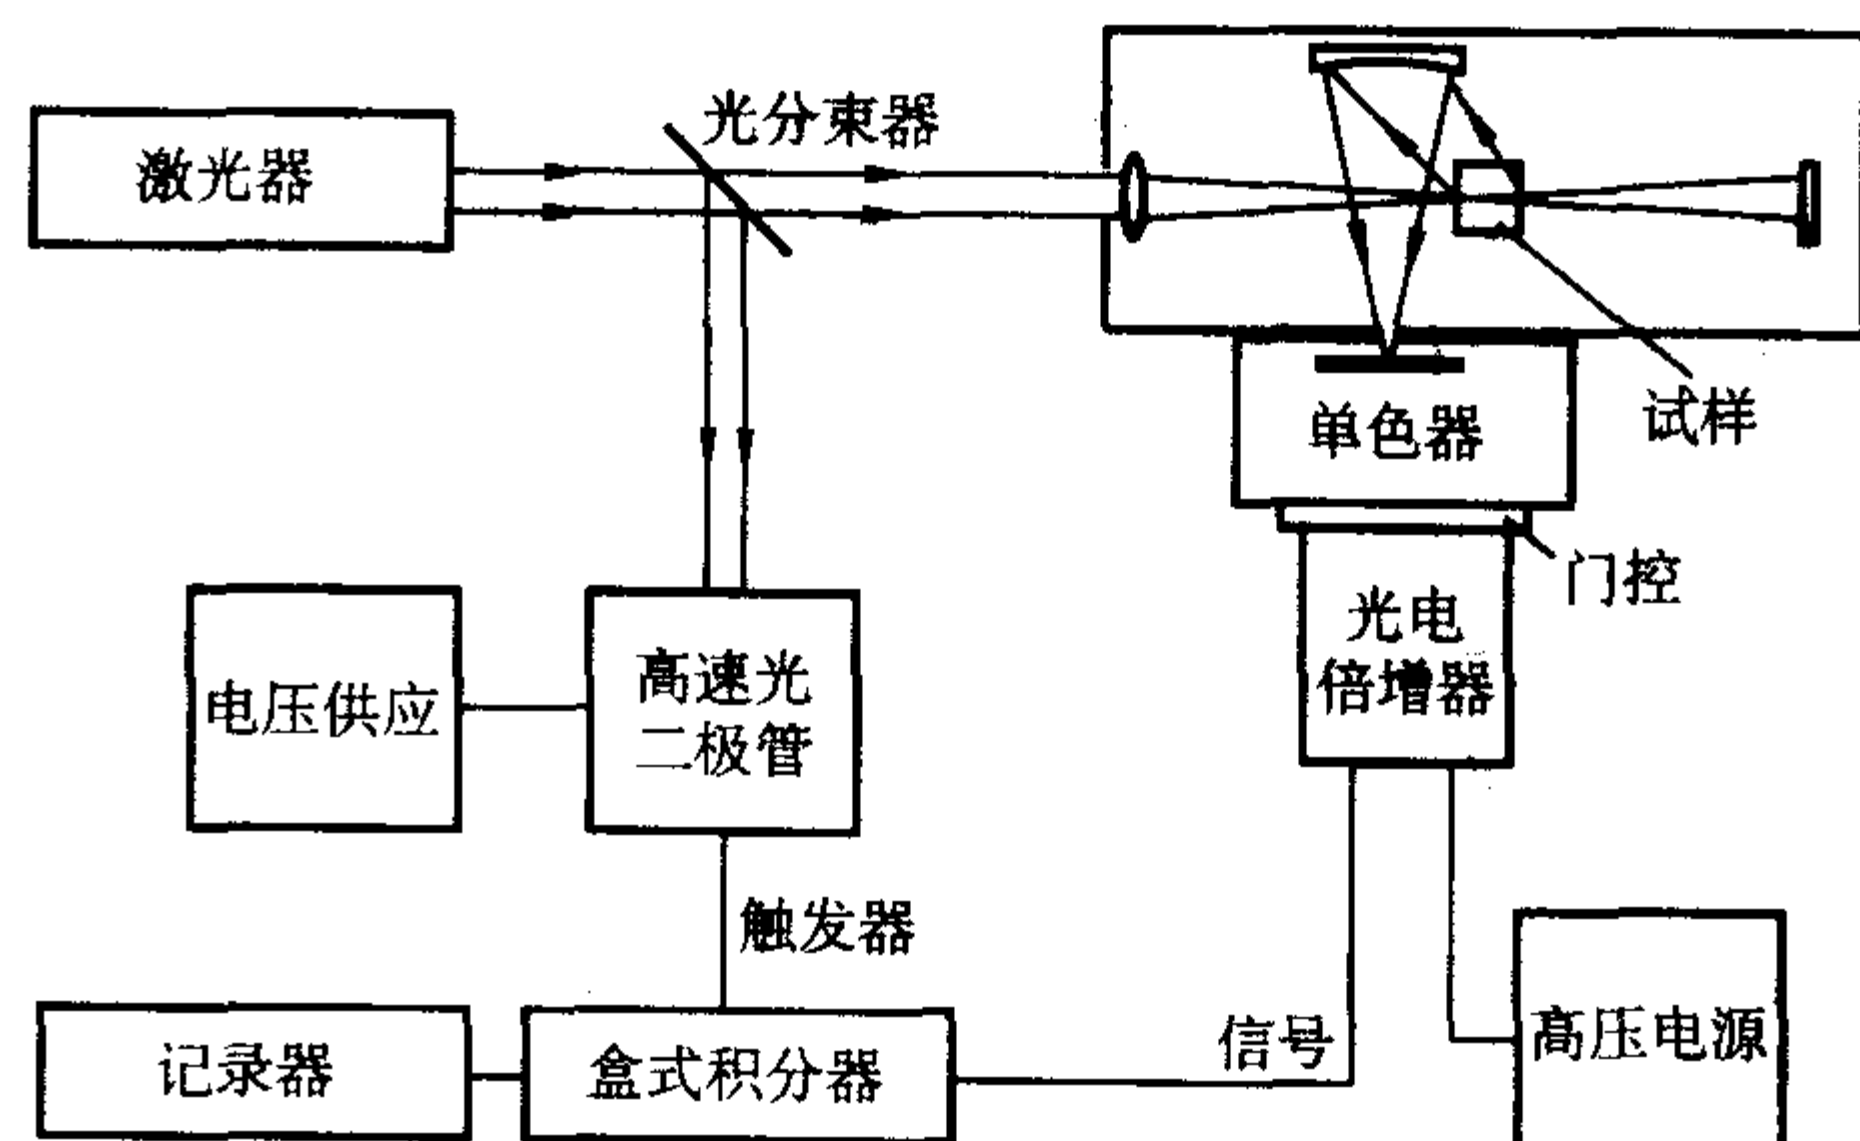 光分束器
激光器
试样
单色器
门控
光电
倍增器
电压供应
高速光
二极管
触发器
信号
高压电源
记录器
盒式积分器